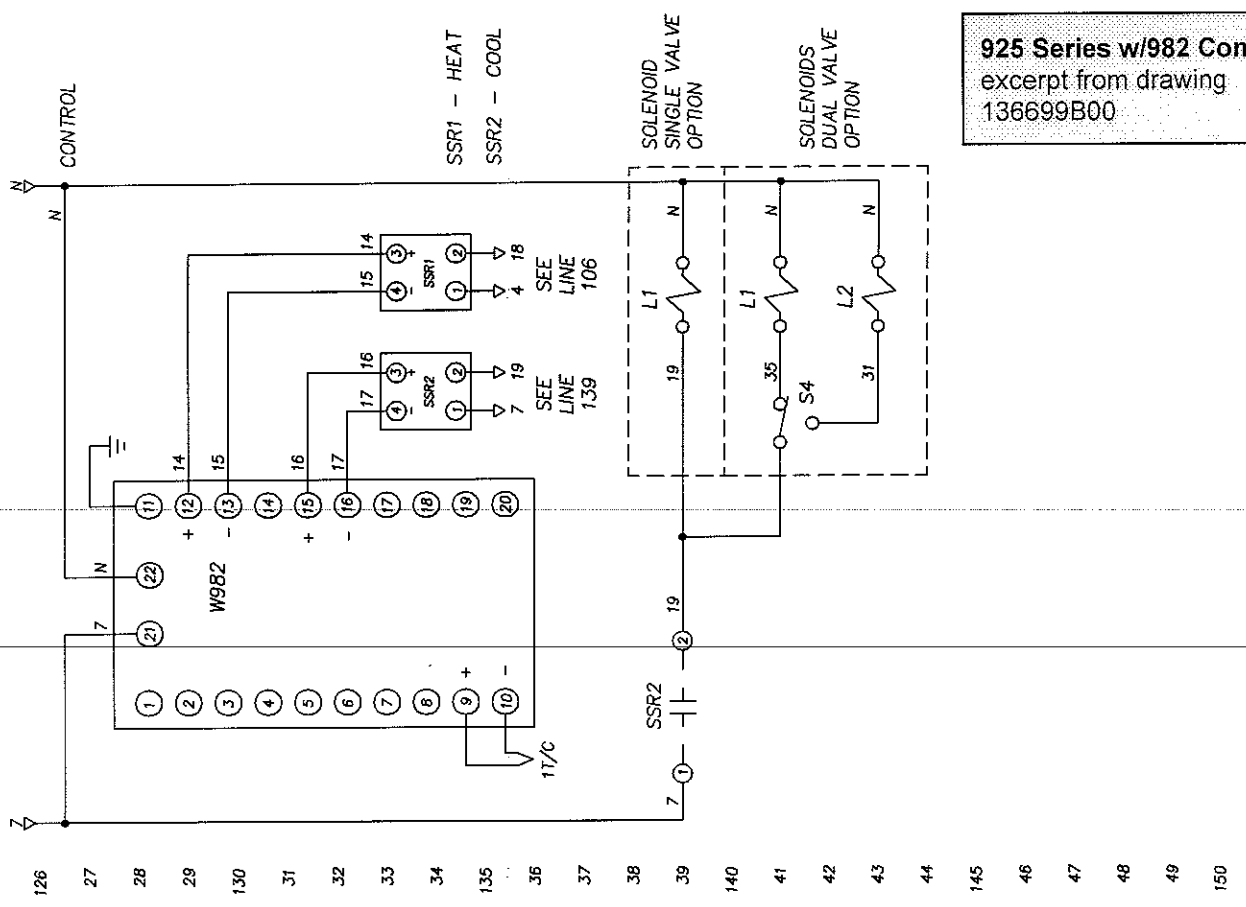 925 Series w/982 Con
excerpt from drawing
136699B00
126
27
28
29
130
31
32
33
34
135
36
37
38
39
140
41
42
43
44
145
46
47
48
49
150
7
N
CONTROL
N
7
N
21
22
W982
1
2
3
4
5
6
7
8
9 +
10 -
11
12 +
13 -
14
15 +
16 -
17
18
19
20
1T/C
14
15
16
17
14
15
3 +
4 -
SSR1
2
1
18
4
SEE
LINE
106
16
17
3 +
4 -
SSR2
2
1
19
7
SEE
LINE
139
SSR1 - HEAT
SSR2 - COOL
7
1
SSR2
2
19
19
L1
N
SOLENOID
SINGLE VALVE
OPTION
35
L1
N
S4
31
L2
N
SOLENOIDS
DUAL VALVE
OPTION